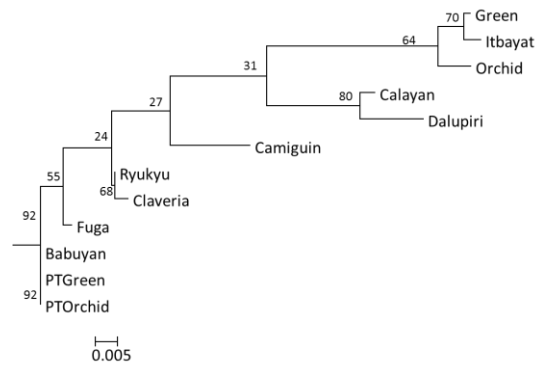 70 Green
64 Itbayat
Orchid
31
80 Calayan
Dalupiri
27
24 Camiguin
55 Ryukyu
68 Claveria
92 Fuga
Babuyan
PTGreen
92 PTOrchid
0.005